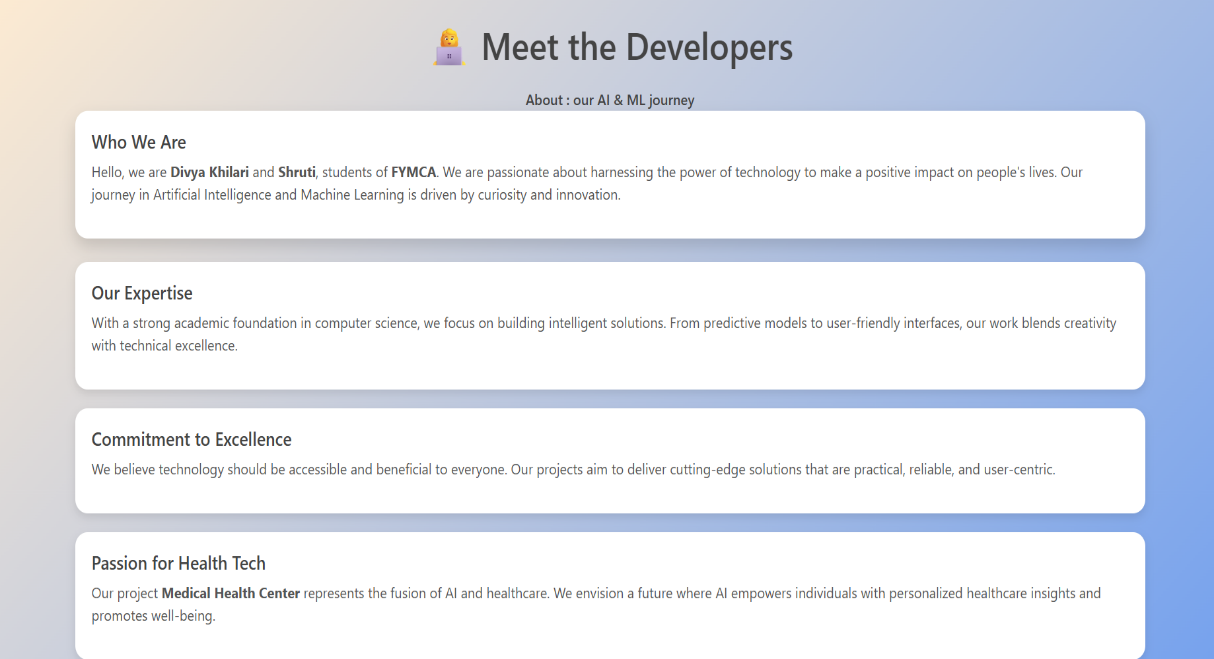 Meet the Developers
About : our AI & ML journey
Who We Are
Hello, we are Divya Khilari and Shruti, students of FYMCA. We are passionate about harnessing the power of technology to make a positive impact on people's lives. Our
journey in Artificial Intelligence and Machine Learning is driven by curiosity and innovation.
Our Expertise
With a strong academic foundation in computer science, we focus on building intelligent solutions. From predictive models to user-friendly interfaces, our work blends creativity
with technical excellence.
Commitment to Excellence
We believe technology should be accessible and beneficial to everyone. Our projects aim to deliver cutting-edge solutions that are practical, reliable, and user-centric.
Passion for Health Tech
Our project Medical Health Center represents the fusion of AI and healthcare. We envision a future where AI empowers individuals with personalized healthcare insights and
promotes well-being.